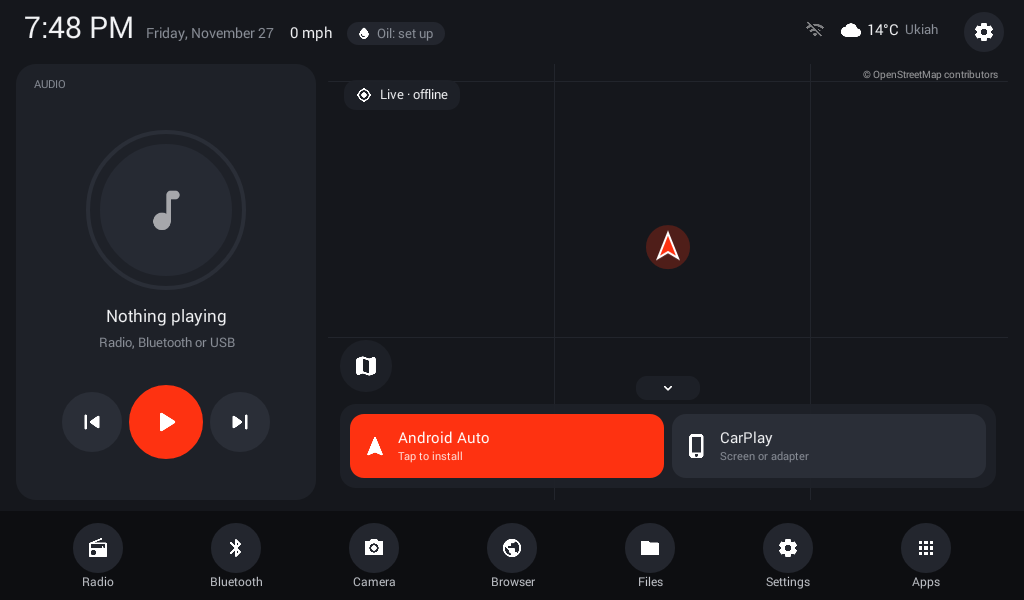 7:48 PM Friday, November 27 0 mph Oil: set up 14°C Ukiah
AUDIO
© OpenStreetMap contributors
Live · offline
Nothing playing
Radio, Bluetooth or USB
Android Auto
Tap to install
CarPlay
Screen or adapter
Radio Bluetooth Camera Browser Files Settings Apps